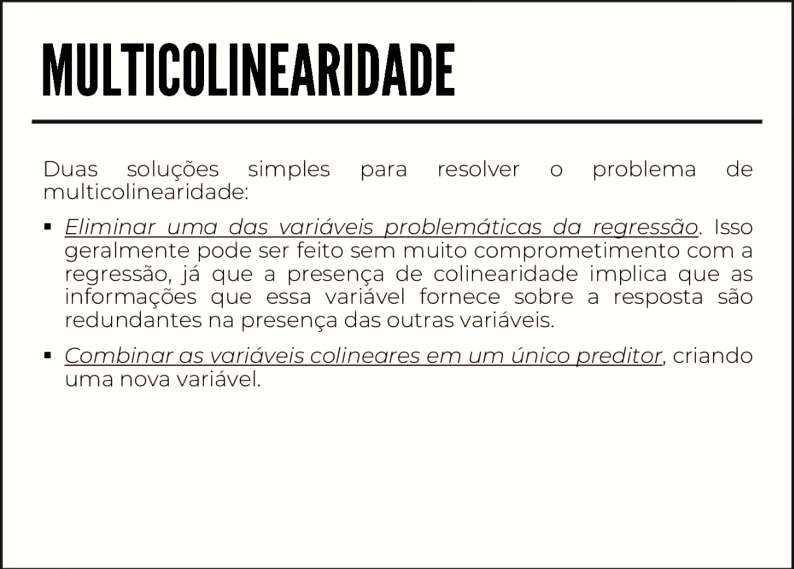 MULTICOLINEARIDADE
Duas soluções simples para resolver o problema de
multicolinearidade:
▪ Eliminar uma das variáveis problemáticas da regressão. Isso
geralmente pode ser feito sem muito comprometimento com a
regressão, já que a presença de colinearidade implica que as
informações que essa variável fornece sobre a resposta são
redundantes na presença das outras variáveis.
▪ Combinar as variáveis colineares em um único preditor, criando
uma nova variável.